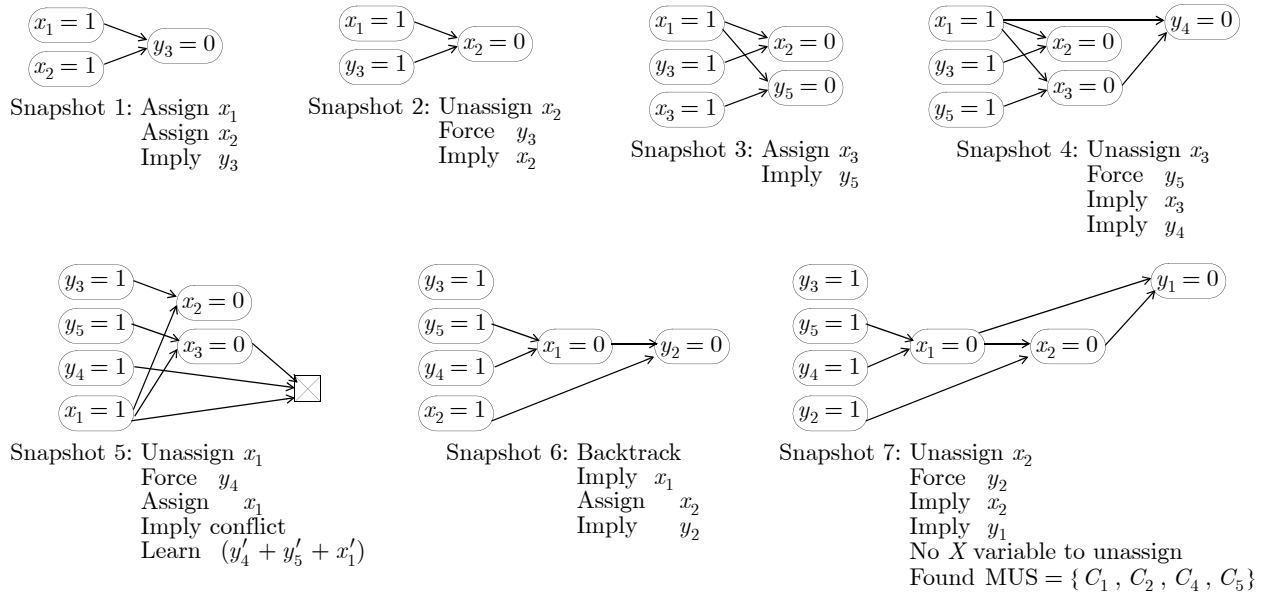 x₁ = 1
x₂ = 1
y₃ = 0
Snapshot 1: Assign x₁
Assign x₂
Imply y₃
x₁ = 1
y₃ = 1
x₂ = 0
Snapshot 2: Unassign x₂
Force y₃
Imply x₂
x₁ = 1
y₃ = 1
x₃ = 1
x₂ = 0
y₅ = 0
Snapshot 3: Assign x₃
Imply y₅
x₁ = 1
y₃ = 1
y₅ = 1
x₂ = 0
x₃ = 0
y₄ = 0
Snapshot 4: Unassign x₃
Force y₅
Imply x₃
Imply y₄
y₃ = 1
y₅ = 1
y₄ = 1
x₁ = 1
x₂ = 0
x₃ = 0
Snapshot 5: Unassign x₁
Force y₄
Assign x₁
Imply conflict
Learn (y₄′ + y₅′ + x₁′)
y₃ = 1
y₅ = 1
y₄ = 1
x₂ = 1
x₁ = 0
y₂ = 0
Snapshot 6: Backtrack
Imply x₁
Assign x₂
Imply y₂
y₃ = 1
y₅ = 1
y₄ = 1
y₂ = 1
x₁ = 0
x₂ = 0
y₁ = 0
Snapshot 7: Unassign x₂
Force y₂
Imply x₂
Imply y₁
No X variable to unassign
Found MUS = { C₁ , C₂ , C₄ , C₅}